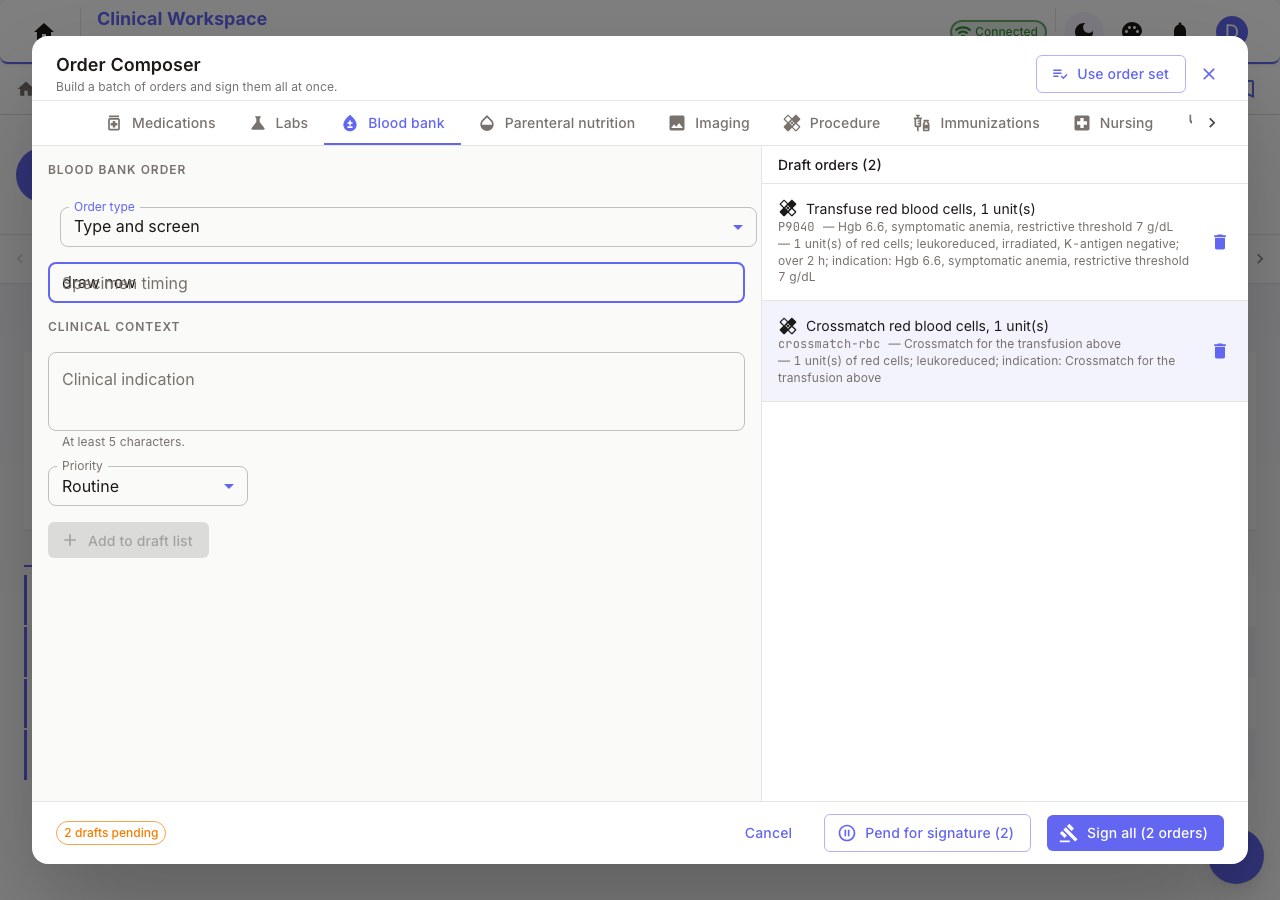 Clinical Workspace
Connected
D
Order Composer
Build a batch of orders and sign them all at once.
Use order set
Medications
Labs
Blood bank
Parenteral nutrition
Imaging
Procedure
Immunizations
Nursing
BLOOD BANK ORDER
Order type
Type and screen
Specimen timing
draw now
CLINICAL CONTEXT
Clinical indication
At least 5 characters.
Priority
Routine
Add to draft list
Draft orders (2)
Transfuse red blood cells, 1 unit(s)
P9040 — Hgb 6.6, symptomatic anemia, restrictive threshold 7 g/dL
— 1 unit(s) of red cells; leukoreduced, irradiated, K-antigen negative;
over 2 h; indication: Hgb 6.6, symptomatic anemia, restrictive threshold
7 g/dL
Crossmatch red blood cells, 1 unit(s)
crossmatch-rbc — Crossmatch for the transfusion above
— 1 unit(s) of red cells; leukoreduced; indication: Crossmatch for the
transfusion above
2 drafts pending
Cancel
Pend for signature (2)
Sign all (2 orders)